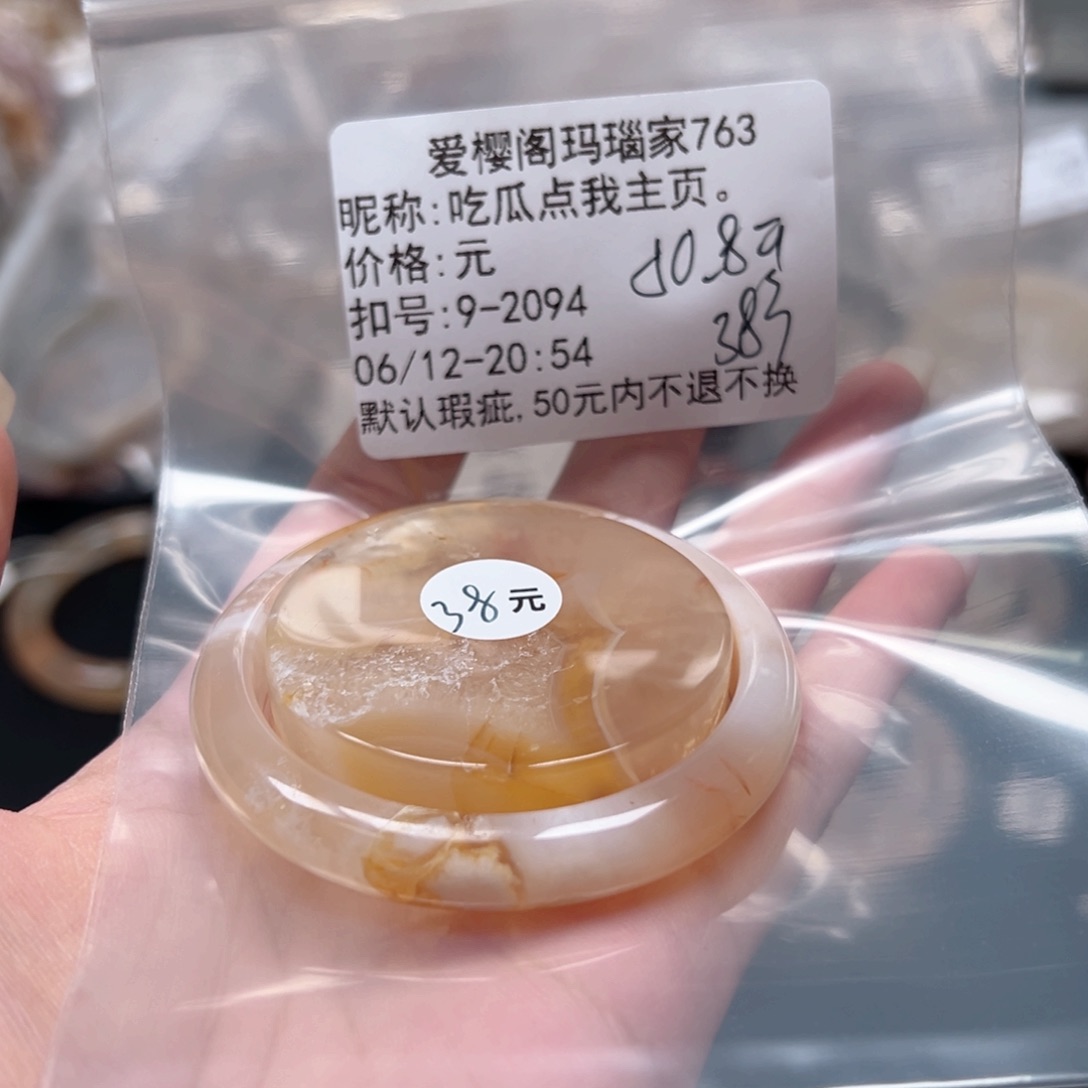 爱樱阁玛瑙家763
昵称:吃瓜点我主页。
价格:元
扣号:9-2094
06/12-20:54
默认瑕疵,50元内不退不换
38元